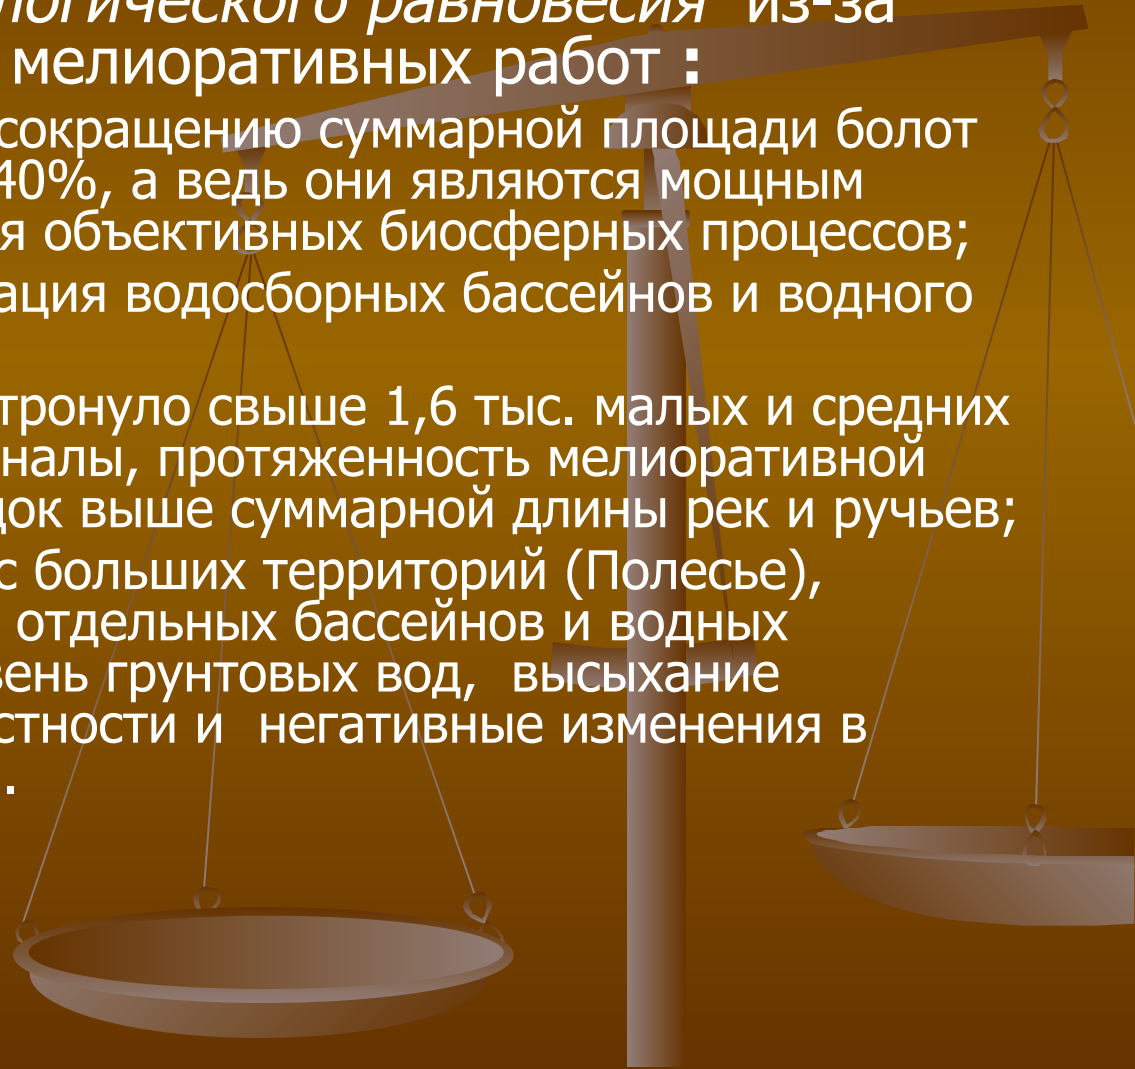 логического равновесия из-за
мелиоративных работ :
сокращению суммарной площади болот
40%, а ведь они являются мощным
я объективных биосферных процессов;
ация водосборных бассейнов и водного
тронуло свыше 1,6 тыс. малых и средних
налы, протяженность мелиоративной
док выше суммарной длины рек и ручьев;
с больших территорий (Полесье),
отдельных бассейнов и водных
вень грунтовых вод, высыхание
стности и негативные изменения в
.